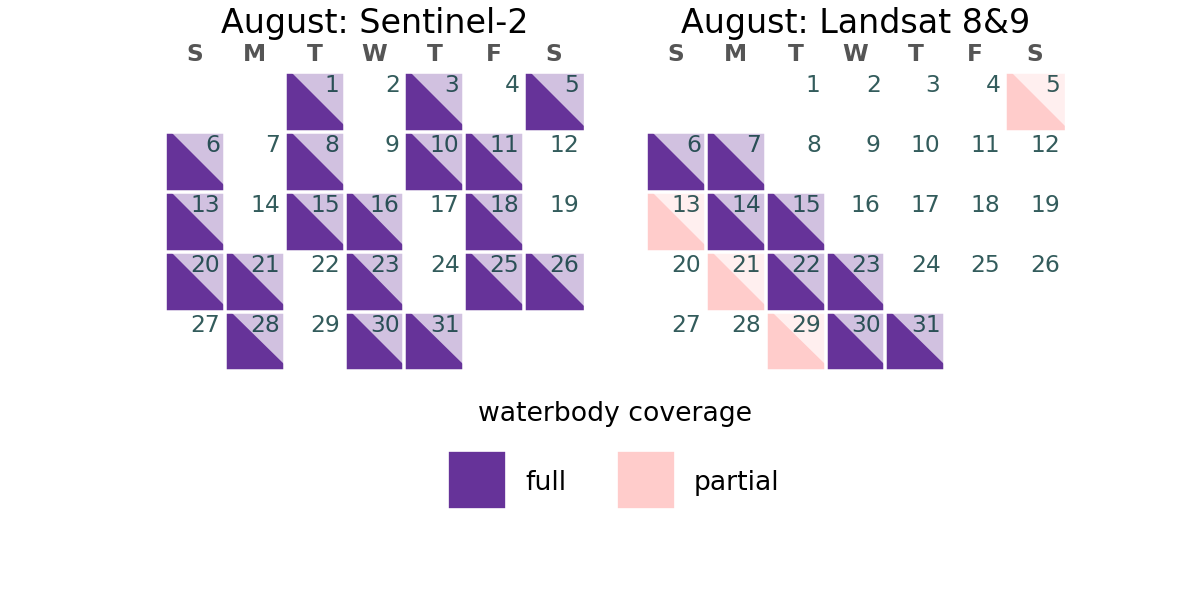 August: Sentinel-2
S M T W T F S
1 2 3 4 5
6 7 8 9 10 11 12
13 14 15 16 17 18 19
20 21 22 23 24 25 26
27 28 29 30 31
August: Landsat 8&9
S M T W T F S
1 2 3 4 5
6 7 8 9 10 11 12
13 14 15 16 17 18 19
20 21 22 23 24 25 26
27 28 29 30 31
waterbody coverage
full partial